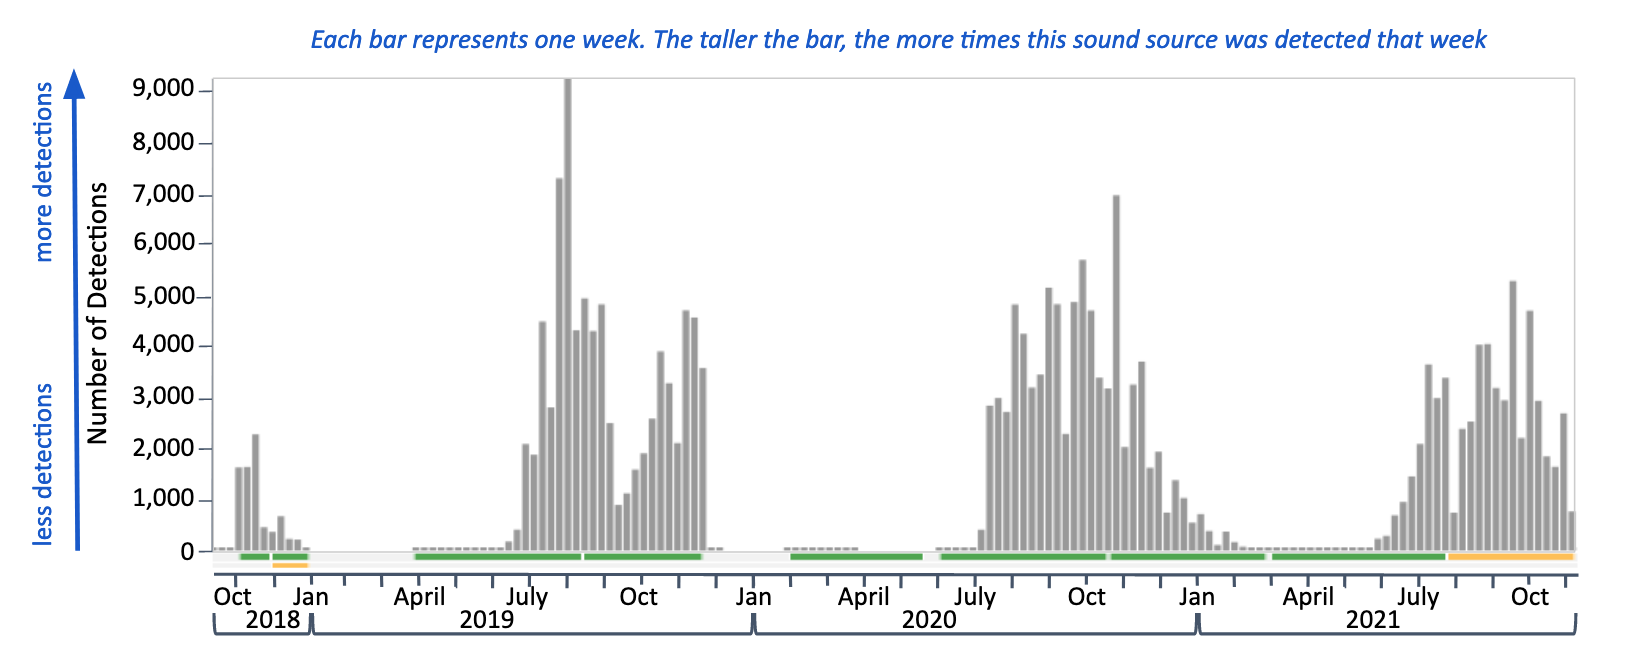 Each bar represents one week. The taller the bar, the more times this sound source was detected that week
more detections
less detections
Number of Detections
9,000
8,000
7,000
6,000
5,000
4,000
3,000
2,000
1,000
0
Oct Jan April July Oct Jan April July Oct Jan April July Oct
2018 2019 2020 2021